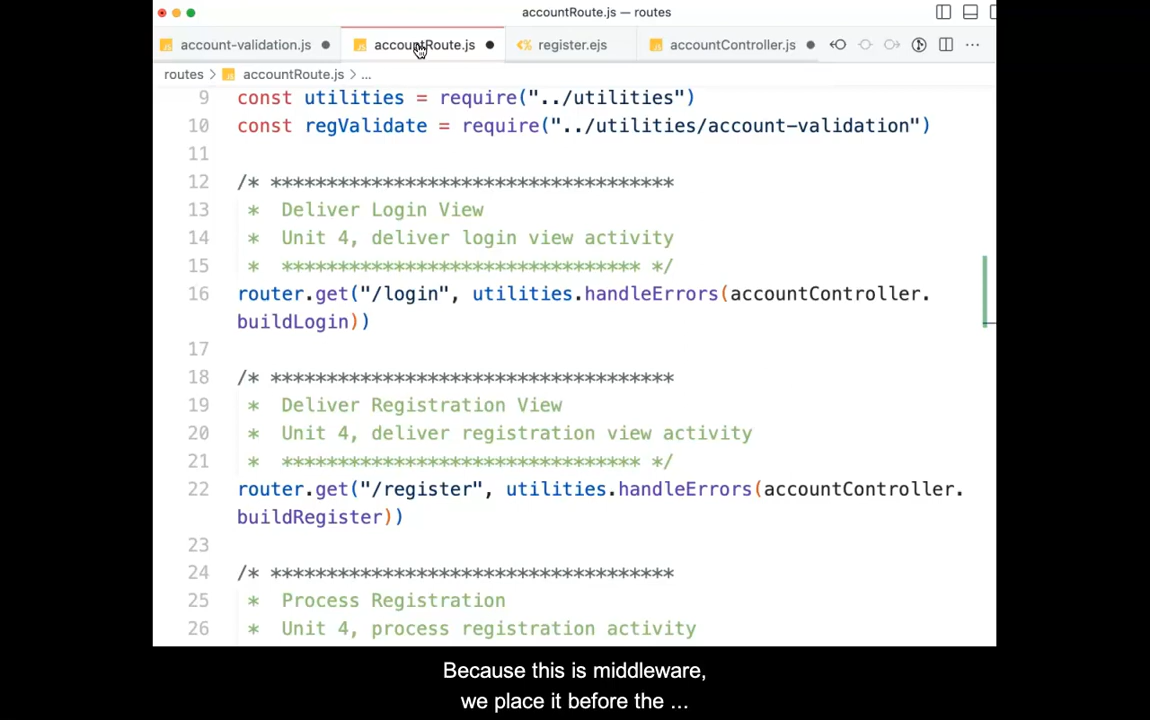 accountRoute.js — routes
account-validation.js accountRoute.js register.ejs accountController.js
routes > accountRoute.js > ...
9 const utilities = require("../utilities")
10 const regValidate = require("../utilities/account-validation")
11
12 /* ************************************
13 * Deliver Login View
14 * Unit 4, deliver login view activity
15 * ******************************** */
16 router.get("/login", utilities.handleErrors(accountController.
buildLogin))
17
18 /* ************************************
19 * Deliver Registration View
20 * Unit 4, deliver registration view activity
21 * ******************************** */
22 router.get("/register", utilities.handleErrors(accountController.
buildRegister))
23
24 /* ************************************
25 * Process Registration
26 * Unit 4, process registration activity
Because this is middleware,
we place it before the ...